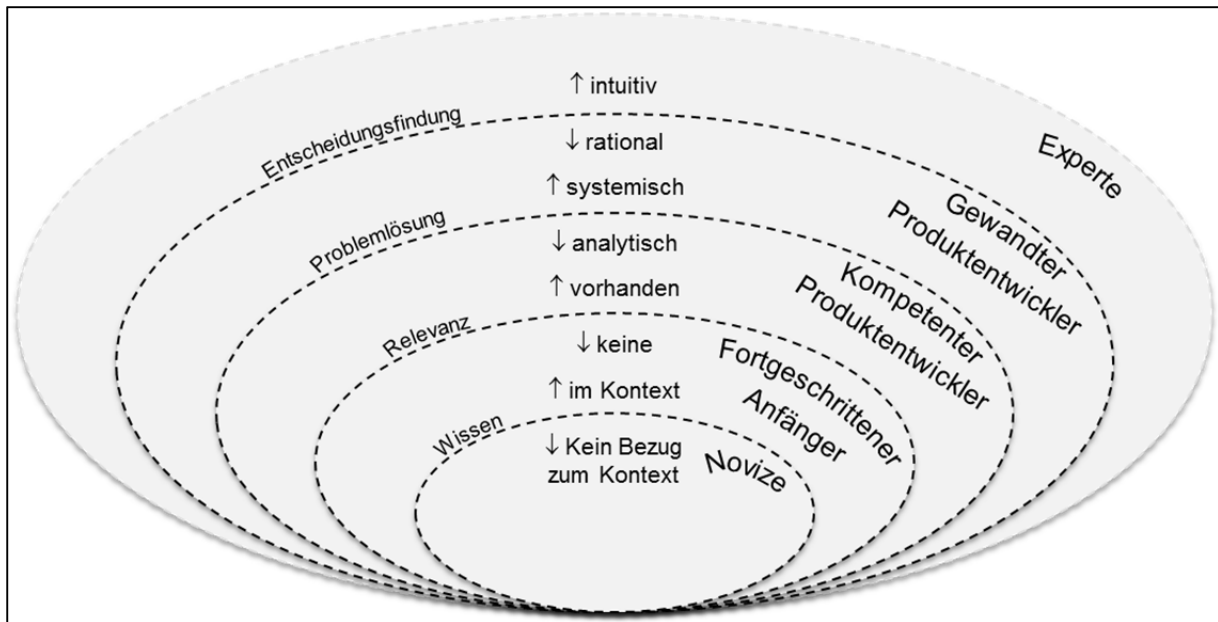 ↑ intuitiv
Entscheidungsfindung
↓ rational
Experte
↑ systemisch
Gewandter
Produktentwickler
Problemlösung
↓ analytisch
↑ vorhanden
Kompetenter
Produktentwickler
Relevanz
↓ keine
↑ im Kontext
Fortgeschrittener
Anfänger
Wissen
↓ Kein Bezug
zum Kontext
Novize